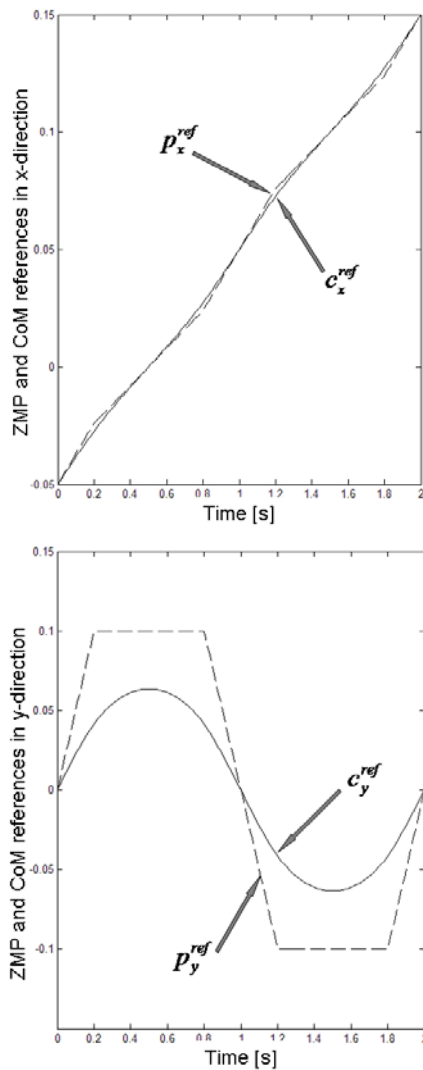 0.15
0.1
0.05
0
-0.05
ZMP and CoM references in x-direction
p_x^ref
c_x^ref
0 0.2 0.4 0.6 0.8 1 1.2 1.4 1.6 1.8 2
Time [s]
0.15
0.1
0.05
0
-0.05
-0.1
ZMP and CoM references in y-direction
c_y^ref
p_y^ref
0 0.2 0.4 0.6 0.8 1 1.2 1.4 1.6 1.8 2
Time [s]